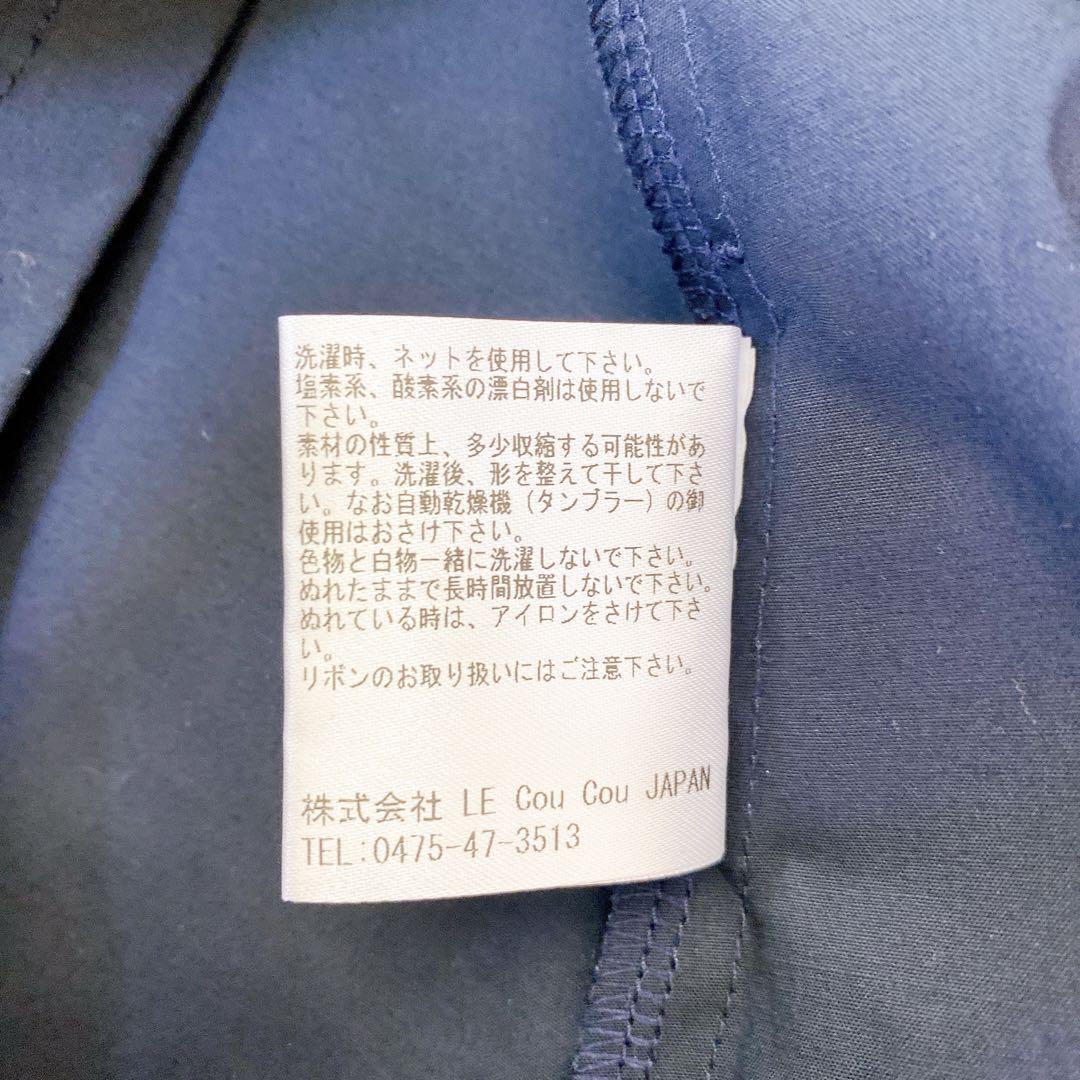 洗濯時、ネットを使用して下さい。
塩素系、酸素系の漂白剤は使用しないで
下さい。
素材の性質上、多少収縮する可能性があ
ります。洗濯後、形を整えて干して下さ
い。なお自動乾燥機（タンブラー）の御
使用はおさけ下さい。
色物と白物一緒に洗濯しないで下さい。
ぬれたままで長時間放置しないで下さい。
ぬれている時は、アイロンをさけて下さ
い。
リボンのお取り扱いにはご注意下さい。
株式会社 LE Cou Cou JAPAN
TEL:0475-47-3513